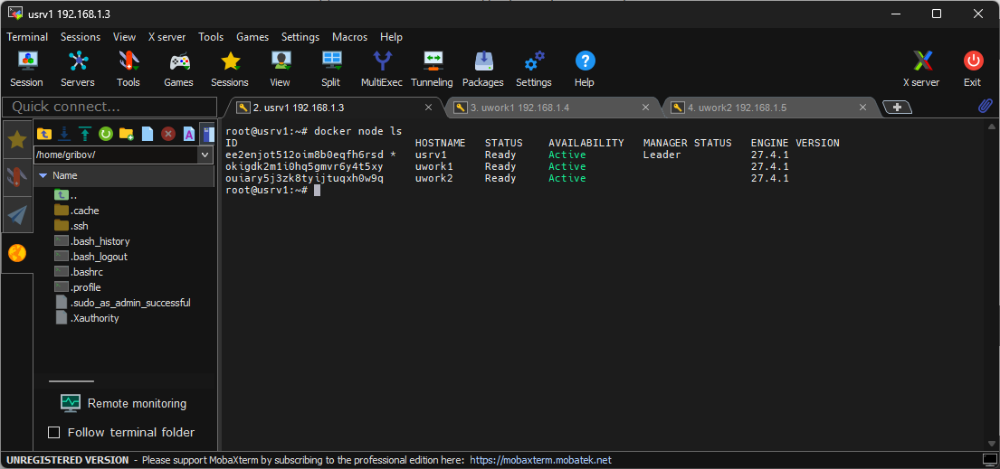 usrv1 192.168.1.3
Terminal Sessions View X server Tools Games Settings Macros Help
Session Servers Tools Games Sessions View Split MultiExec Tunneling Packages Settings Help X server Exit
Quick connect...
2. usrv1 192.168.1.3
3. uwork1 192.168.1.4
4. uwork2 192.168.1.5
/home/gribov/
Name
..
.cache
.ssh
.bash_history
.bash_logout
.bashrc
.profile
.sudo_as_admin_successful
.Xauthority
Remote monitoring
Follow terminal folder
root@usrv1:~# docker node ls
ID HOSTNAME STATUS AVAILABILITY MANAGER STATUS ENGINE VERSION
ee2enjot512oim8b0eqfh6rsd * usrv1 Ready Active Leader 27.4.1
okigdk2m1i0hq5gmvr6y4t5xy uwork1 Ready Active 27.4.1
ouiary5j3zk8tyijtuqxh0w9q uwork2 Ready Active 27.4.1
root@usrv1:~#
UNREGISTERED VERSION - Please support MobaXterm by subscribing to the professional edition here: https://mobaxterm.mobatek.net